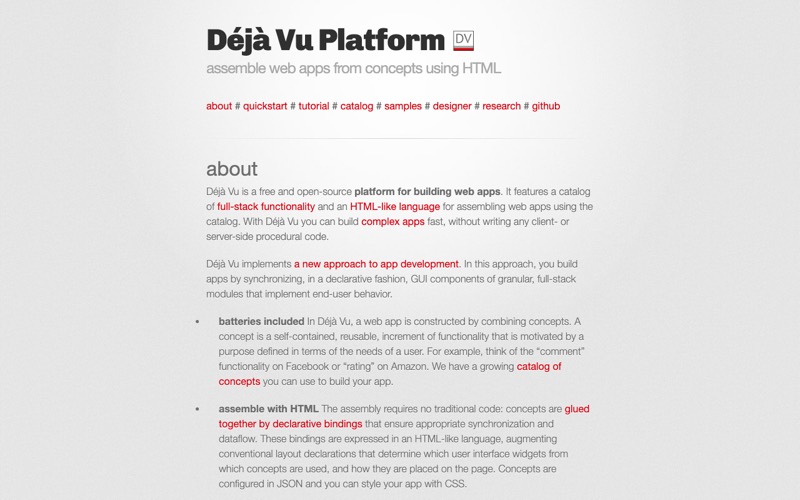 Déjà Vu Platform DV
assemble web apps from concepts using HTML
about # quickstart # tutorial # catalog # samples # designer # research # github
about
Déjà Vu is a free and open-source platform for building web apps. It features a catalog
of full-stack functionality and an HTML-like language for assembling web apps using the
catalog. With Déjà Vu you can build complex apps fast, without writing any client- or
server-side procedural code.
Déjà Vu implements a new approach to app development. In this approach, you build
apps by synchronizing, in a declarative fashion, GUI components of granular, full-stack
modules that implement end-user behavior.
• batteries included In Déjà Vu, a web app is constructed by combining concepts. A
concept is a self-contained, reusable, increment of functionality that is motivated by a
purpose defined in terms of the needs of a user. For example, think of the “comment”
functionality on Facebook or “rating” on Amazon. We have a growing catalog of
concepts you can use to build your app.
• assemble with HTML The assembly requires no traditional code: concepts are glued
together by declarative bindings that ensure appropriate synchronization and
dataflow. These bindings are expressed in an HTML-like language, augmenting
conventional layout declarations that determine which user interface widgets from
which concepts are used, and how they are placed on the page. Concepts are
configured in JSON and you can style your app with CSS.